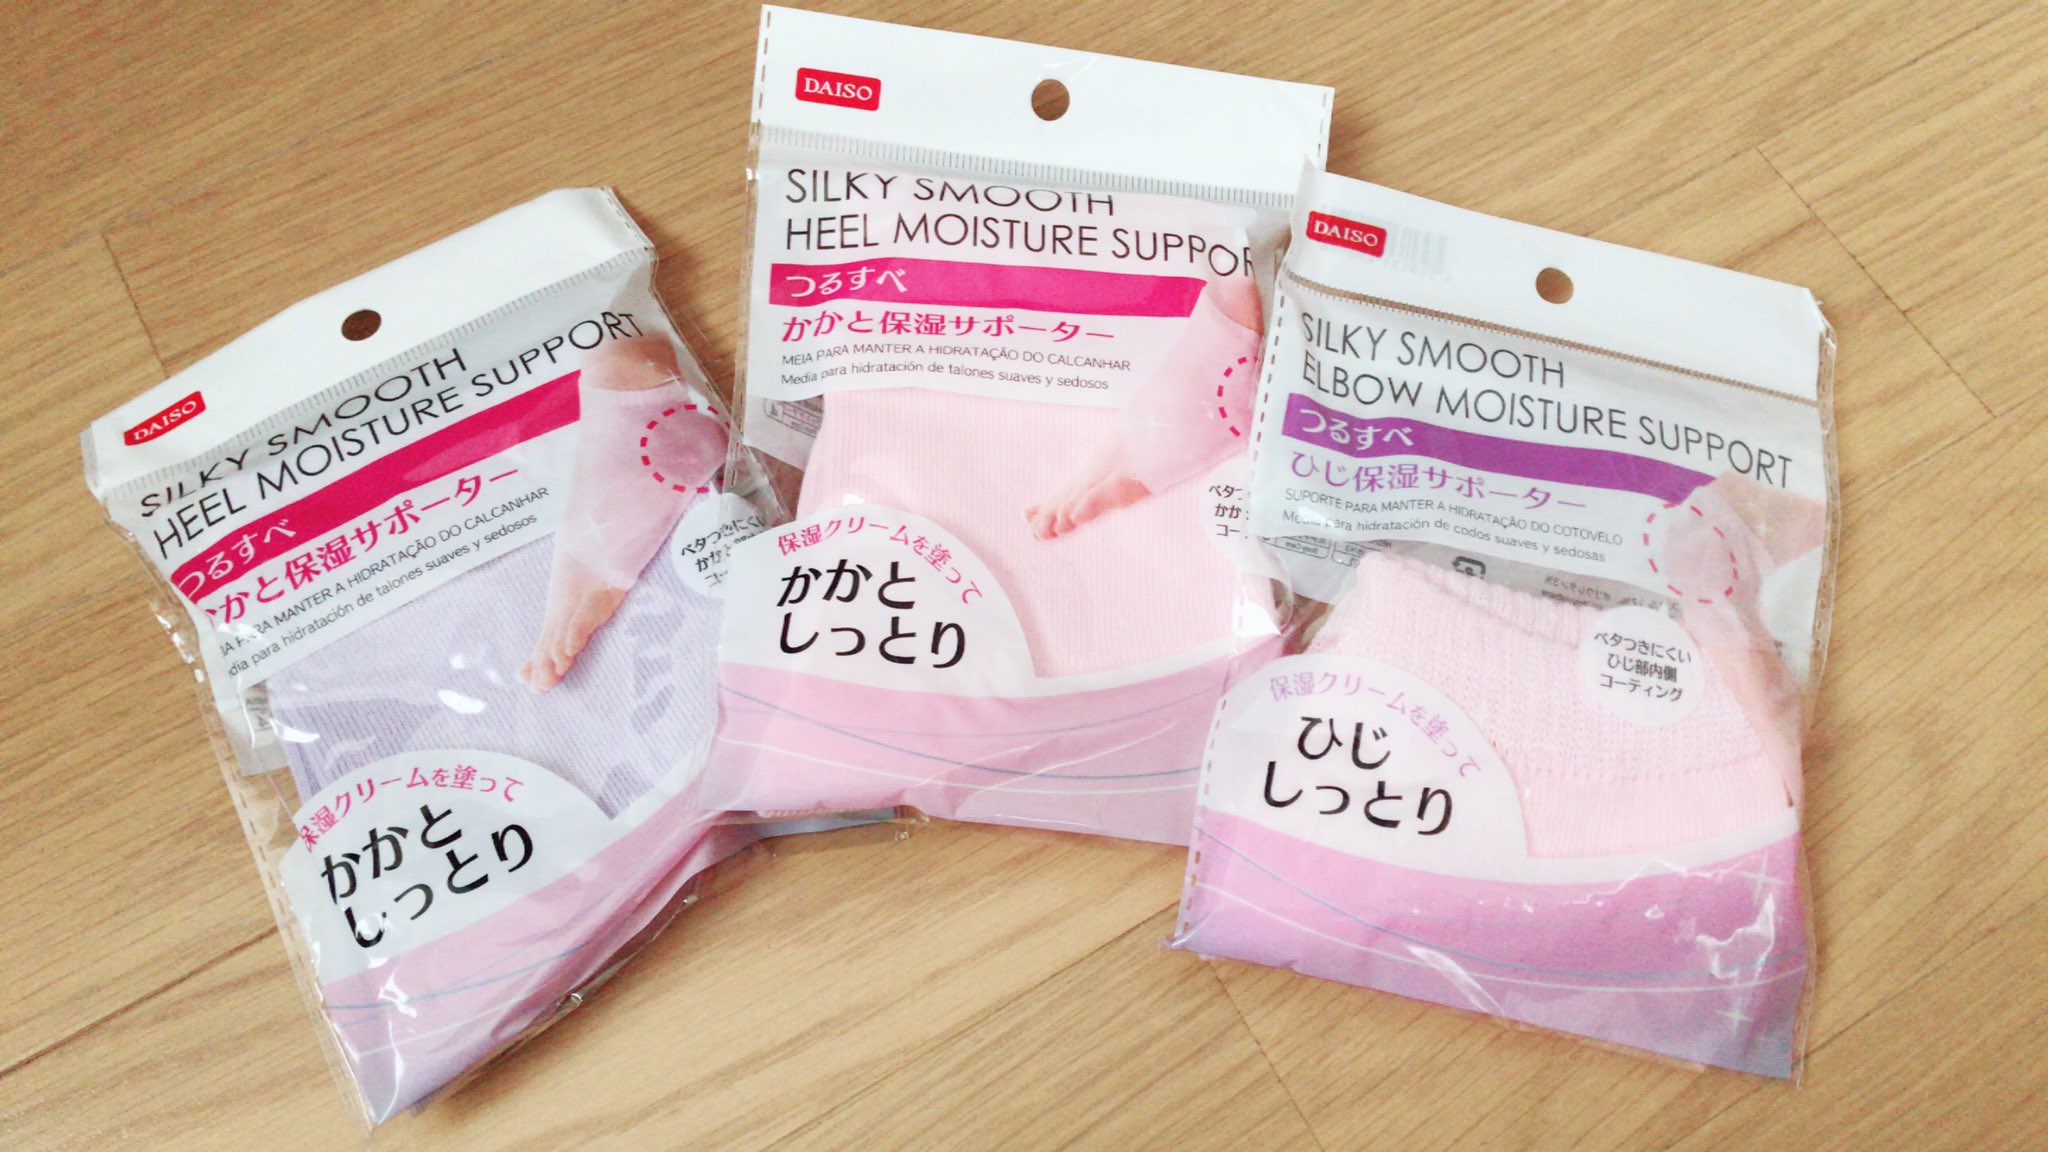 DAISO
SILKY SMOOTH
HEEL MOISTURE SUPPORT
つるすべ
かかと保湿サポーター
PARA MANTER A HIDRATAÇÃO DO CALCANHAR
para hidratación de talones suaves y sedosos
ベタつきにくい
保湿クリームを塗って
かかと
しっとり
DAISO
SILKY SMOOTH
HEEL MOISTURE SUPPOR
つるすべ
かかと保湿サポーター
MEIA PARA MANTER A HIDRATAÇÃO DO CALCANHAR
Media para hidratación de talones suaves y sedosos
保湿クリームを塗って
かかと
しっとり
DAISO
SILKY SMOOTH
ELBOW MOISTURE SUPPORT
つるすべ
ひじ保湿サポーター
SUPORTE PARA MANTER A HIDRATAÇÃO DO COTOVELO
Media para hidratación de codos suaves y sedosas
ベタつきにくい
ひじ部内側
コーティング
保湿クリームを塗って
ひじ
しっとり